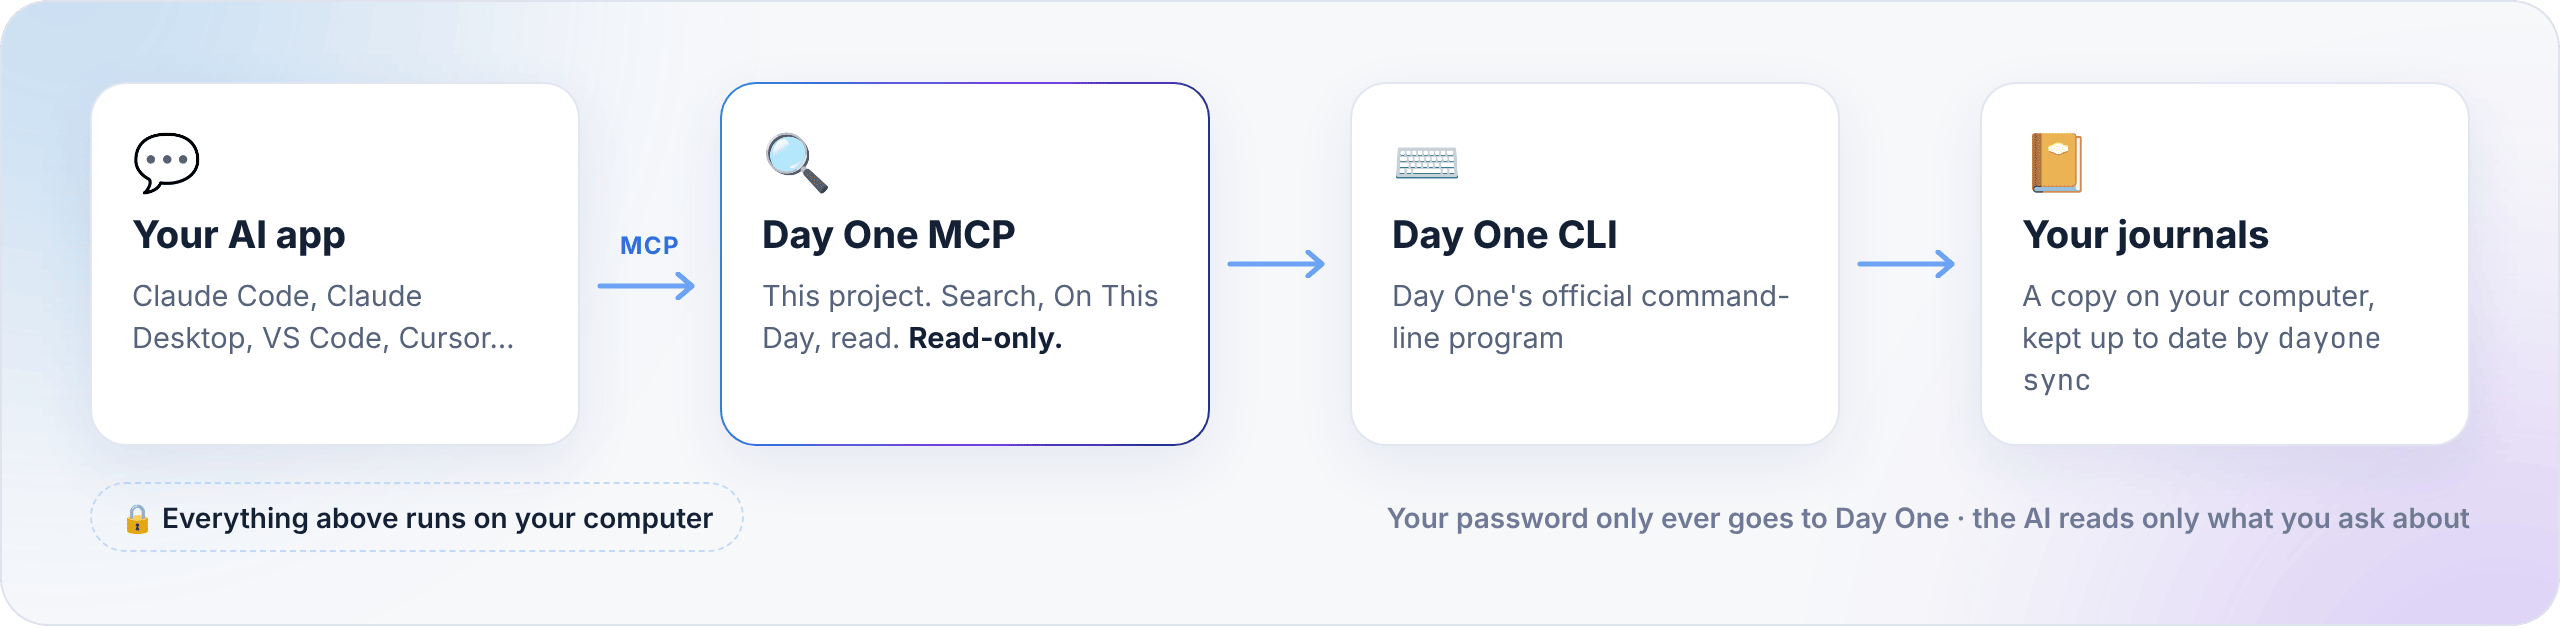 Your AI app
Claude Code, Claude
Desktop, VS Code, Cursor...
MCP
Day One MCP
This project. Search, On This
Day, read. Read-only.
Day One CLI
Day One's official command-
line program
Your journals
A copy on your computer,
kept up to date by dayone
sync
Everything above runs on your computer
Your password only ever goes to Day One · the AI reads only what you ask about